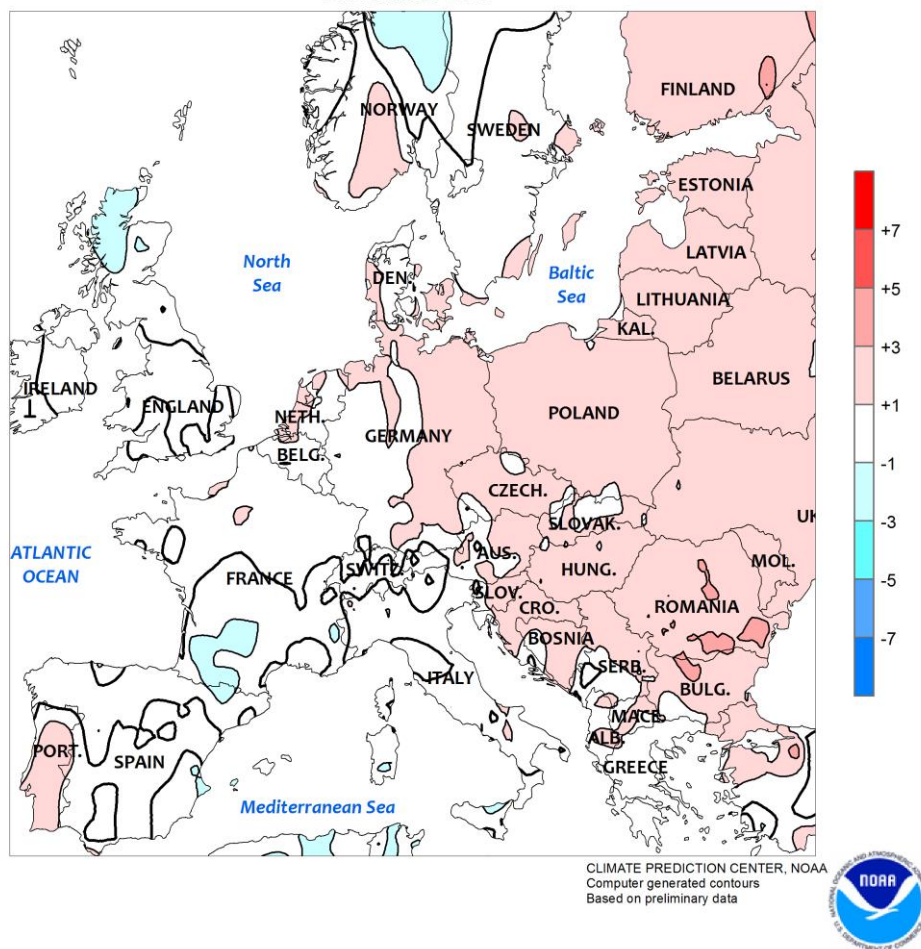 FINLAND
NORWAY
SWEDEN
ESTONIA
North
Sea
DEN.
Baltic
Sea
LATVIA
LITHUANIA
KAL.
IRELAND
ENGLAND
NETH.
BELG.
GERMANY
POLAND
BELARUS
CZECH.
SLOVAK.
UK
ATLANTIC
OCEAN
FRANCE
SWITZ.
AUS.
HUNG.
MOL.
SLOV.
CRO.
ROMANIA
BOSNIA
SERB.
ITALY
BULG.
MACE.
ALB.
PORT.
SPAIN
GREECE
Mediterranean Sea
+7
+5
+3
+1
-1
-3
-5
-7
CLIMATE PREDICTION CENTER, NOAA
Computer generated contours
Based on preliminary data
NOAA